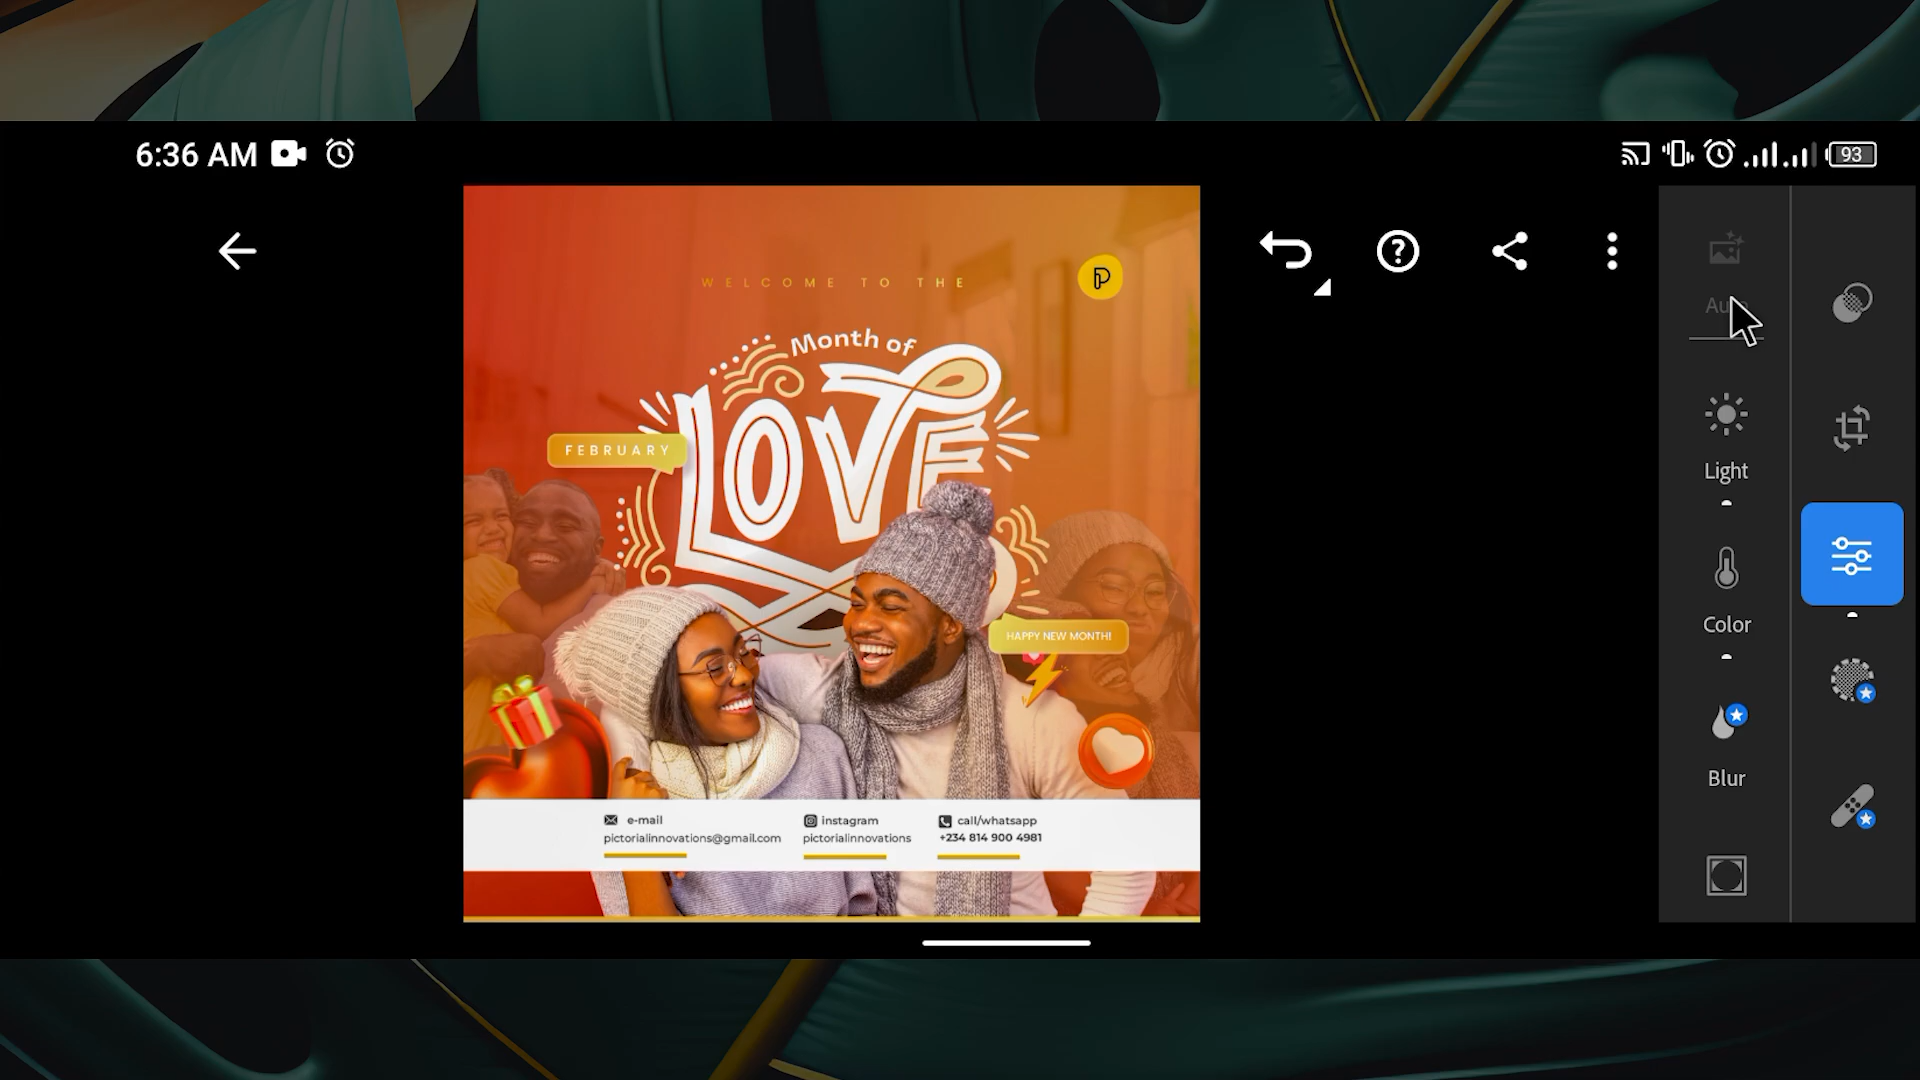 6:36 AM
93
WELCOME TO THE
P
Month of
LOVE
FEBRUARY
HAPPY NEW MONTH!
e-mail
pictorialinnovations@gmail.com
instagram
pictorialinnovations
call/whatsapp
+234 814 900 4981
Light
Color
Blur